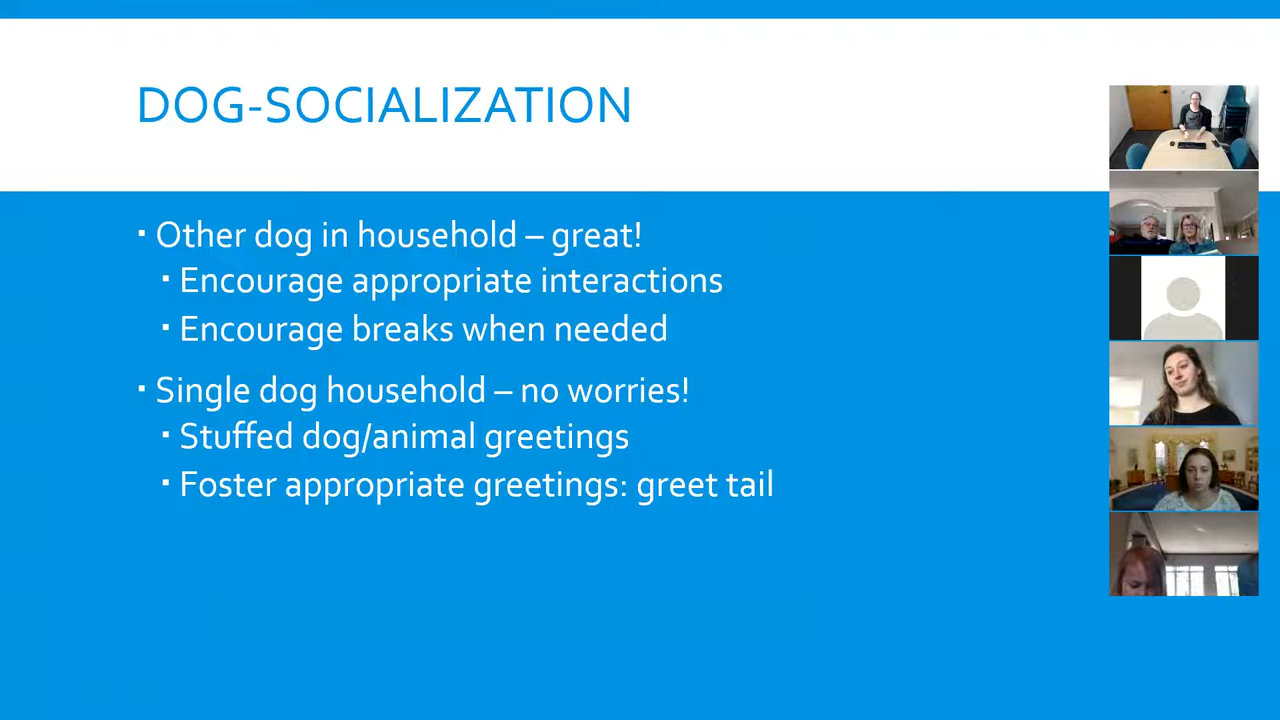 DOG-SOCIALIZATION
▪ Other dog in household – great!
▪ Encourage appropriate interactions
▪ Encourage breaks when needed
▪ Single dog household – no worries!
▪ Stuffed dog/animal greetings
▪ Foster appropriate greetings: greet tail